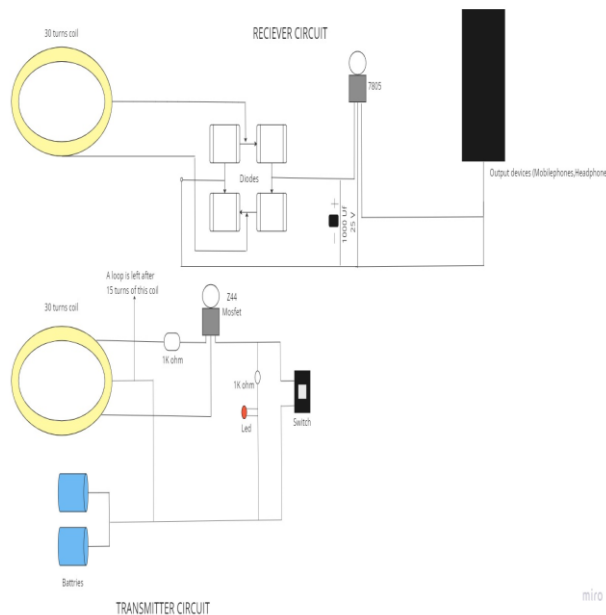 30 turns coil
RECIEVER CIRCUIT
7805
Diodes
+
1000 Uf
25 V
-
Output devices (Mobilephones,Headphone
A loop is left after
15 turns of this coil
30 turns coil
Z44
Mosfet
1K ohm
1K ohm
Led
Switch
Battries
TRANSMITTER CIRCUIT
miro